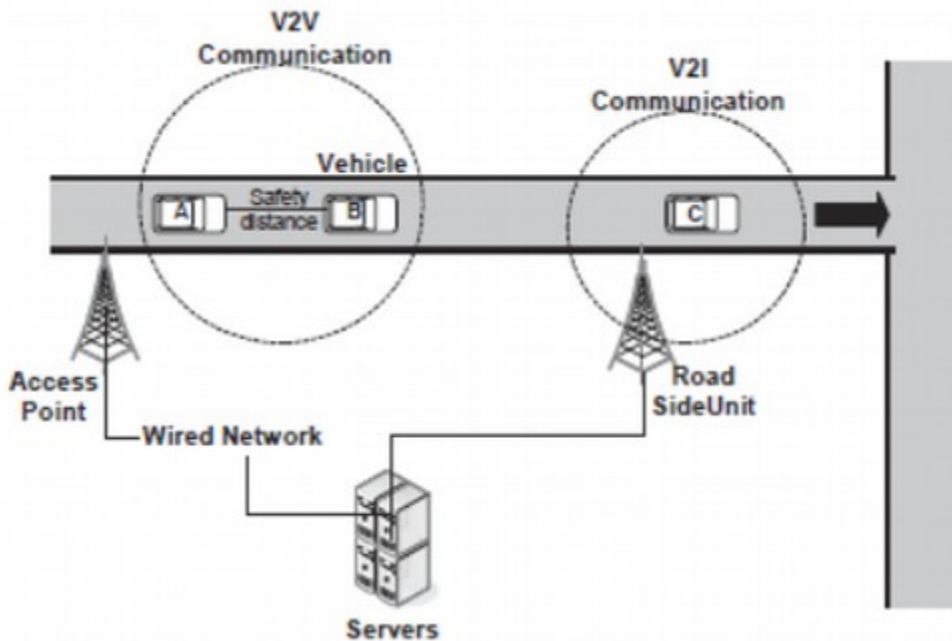 V2V
Communication
V2I
Communication
Vehicle
A
Safety
distance
B
C
Access
Point
Road
SideUnit
Wired Network
Servers